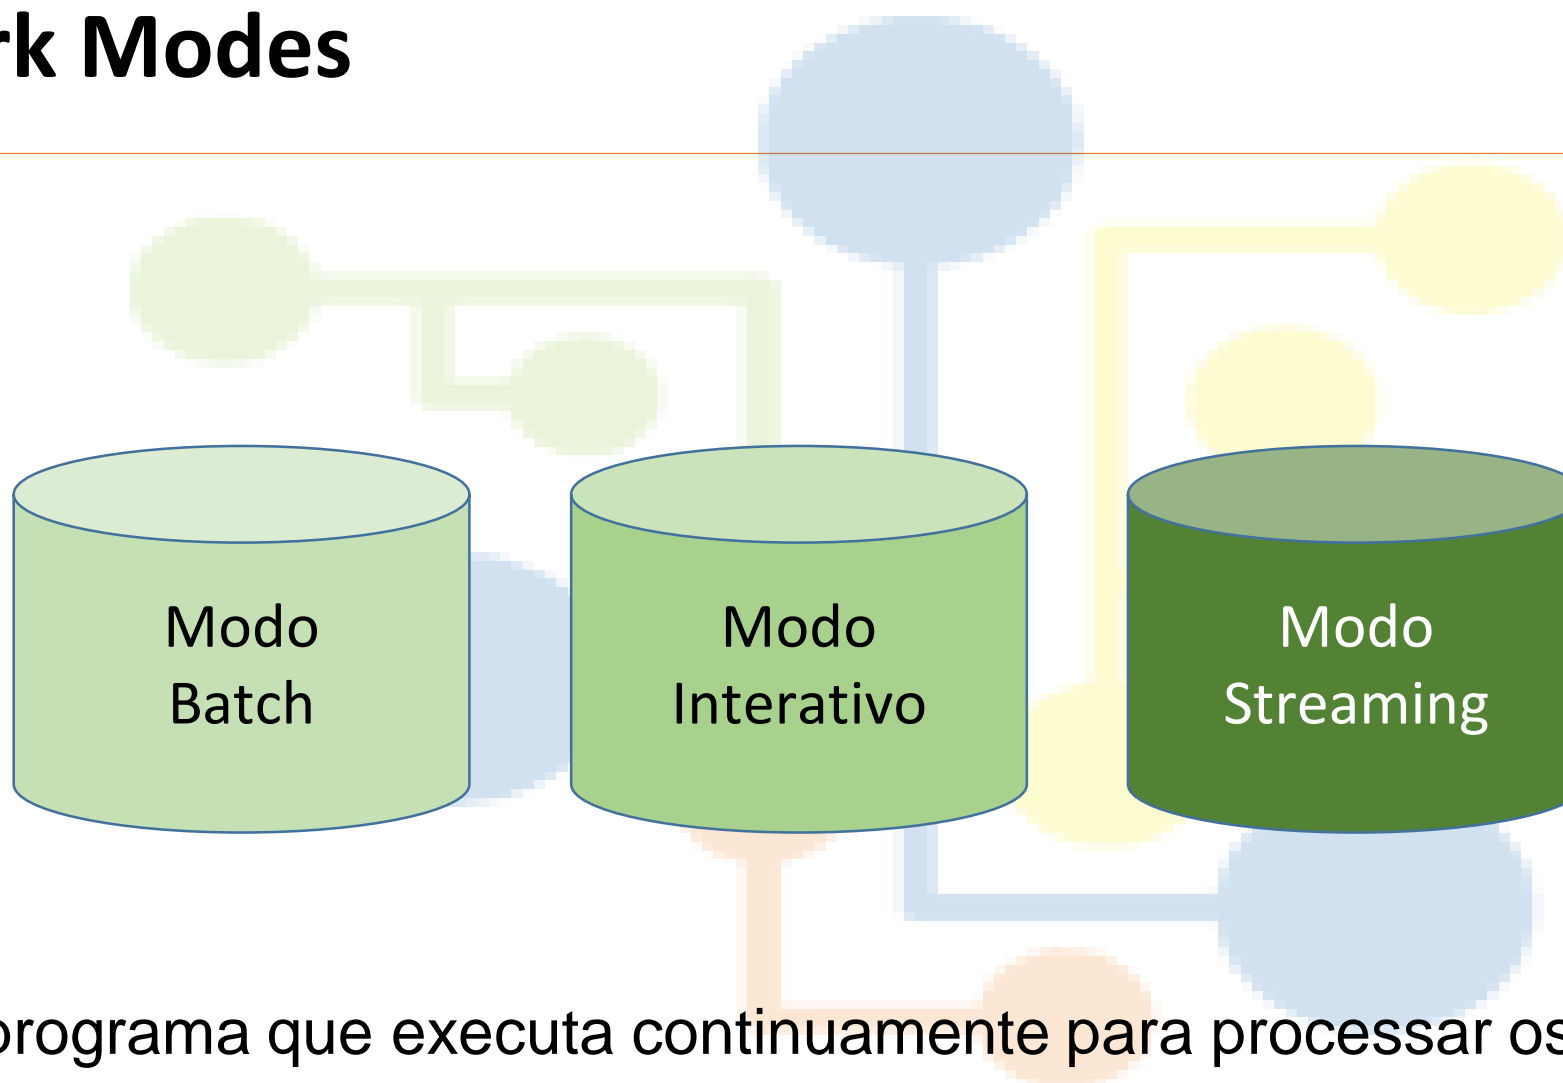 rk Modes
Modo
Batch
Modo
Interativo
Modo
Streaming
programa que executa continuamente para processar os